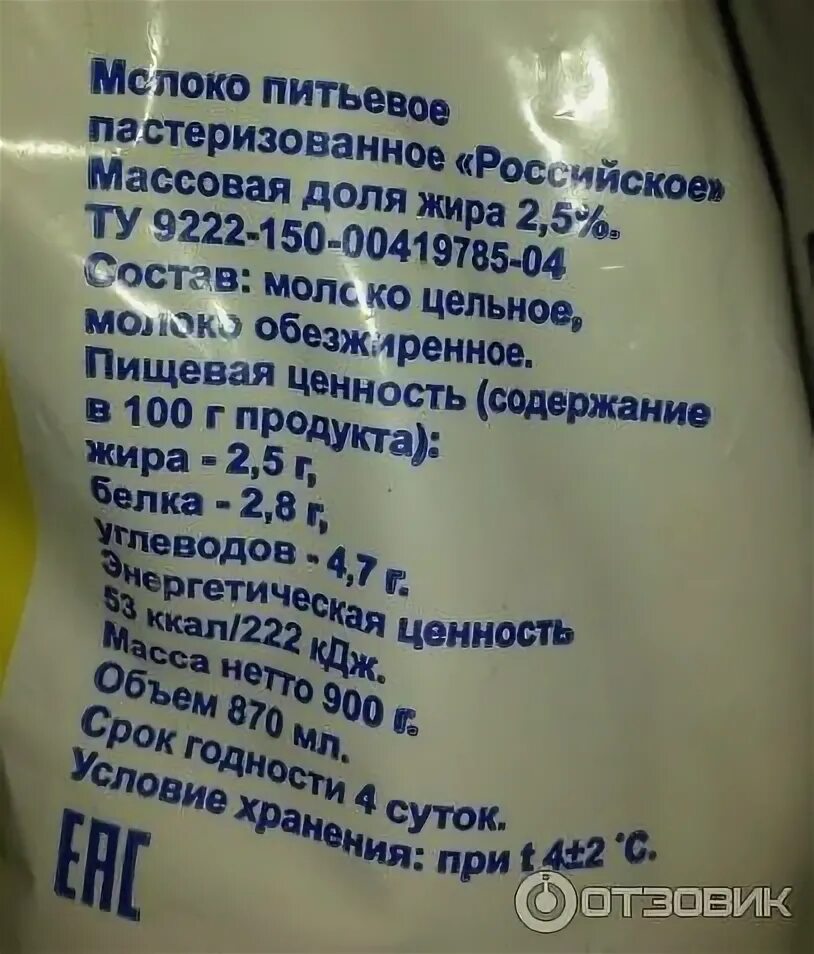 Молоко питьевое
пастеризованное «Российское»
Массовая доля жира 2,5%.
ТУ 9222-150-00419785-04
Состав: молоко цельное,
молоко обезжиренное.
Пищевая ценность (содержание
в 100 г продукта):
жира - 2,5 г,
белка - 2,8 г,
углеводов - 4,7 г.
Энергетическая ценность
53 ккал/222 кДж.
Масса нетто 900 г.
Объем 870 мл.
Срок годности 4 суток.
Условие хранения: при t 4±2 °С.
ЕАС
ОТЗОВИК